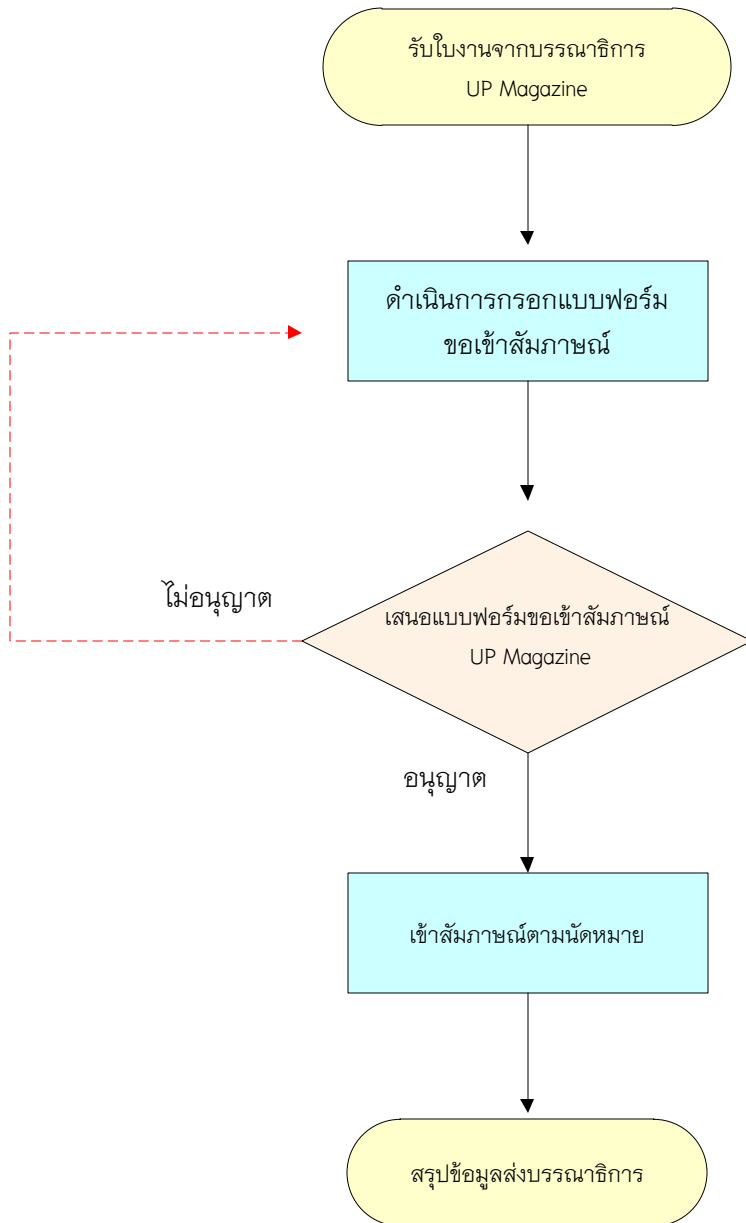 รับใบงานจากบรรณาธิการ
UP Magazine
ดำเนินการกรอกแบบฟอร์ม
ขอเข้าสัมภาษณ์
ไม่อนุญาต
เสนอแบบฟอร์มขอเข้าสัมภาษณ์
UP Magazine
อนุญาต
เข้าสัมภาษณ์ตามนัดหมาย
สรุปข้อมูลส่งบรรณาธิการ